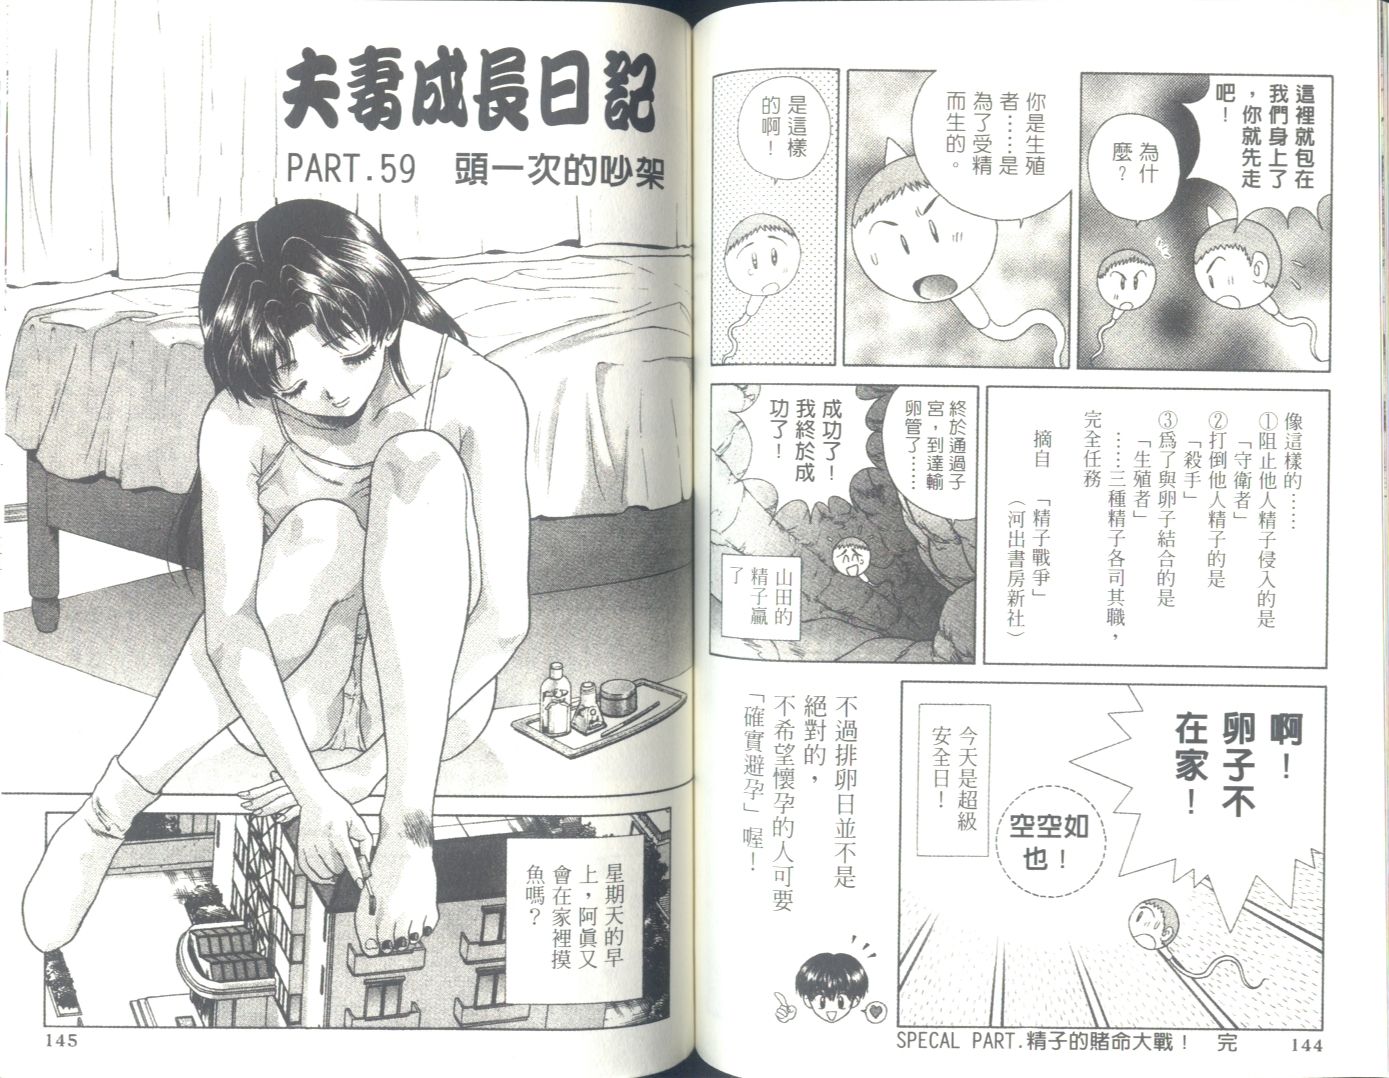 這裡就包在
我們身上了
，你就先走
吧！
為什
麼？
你是生殖
者……是
為了受精
而生的。
是這樣
的啊！
像這樣的……
①阻止他人精子侵入的是
「守衛者」
②打倒他人精子的是
「殺手」
③為了與卵子結合的是
「生殖者」
……三種精子各司其職，
完全任務
摘自　「精子戰爭」
（河出書房新社）
終於通過子
宮，到達輸
卵管了……
成功了！
我終於成
功了！
山田的
精子贏
了
啊！
卵子不
在家！
空空如
也！
今天是超級
安全日！
不過排卵日並不是
絕對的，
不希望懷孕的人可要
「確實避孕」喔！
SPECAL PART.精子的賭命大戰！　完
144
夫妻成長日記
PART.59　頭一次的吵架
星期天的早
上，阿真又
會在家裡摸
魚嗎？
145